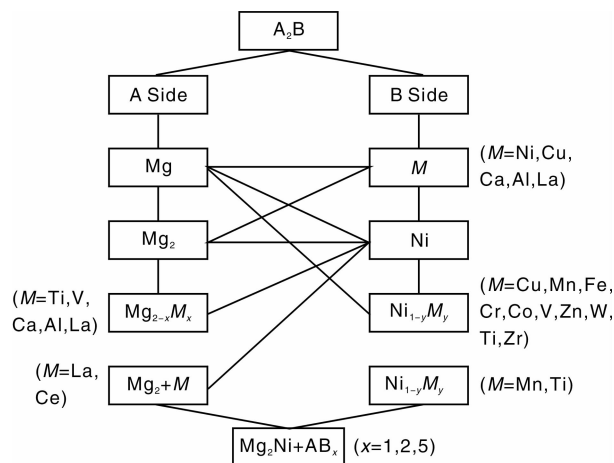 A₂B
A Side
B Side
Mg
M
(M=Ni,Cu,
Ca,Al,La)
Mg₂
Ni
(M=Ti,V,
Ca,Al,La)
Mg₂₋ₓMₓ
Ni₁₋yMy
(M=Cu,Mn,Fe,
Cr,Co,V,Zn,W,
Ti,Zr)
(M=La,
Ce)
Mg₂+M
Ni₁₋yMy
(M=Mn,Ti)
Mg₂Ni+ABₓ
(x=1,2,5)